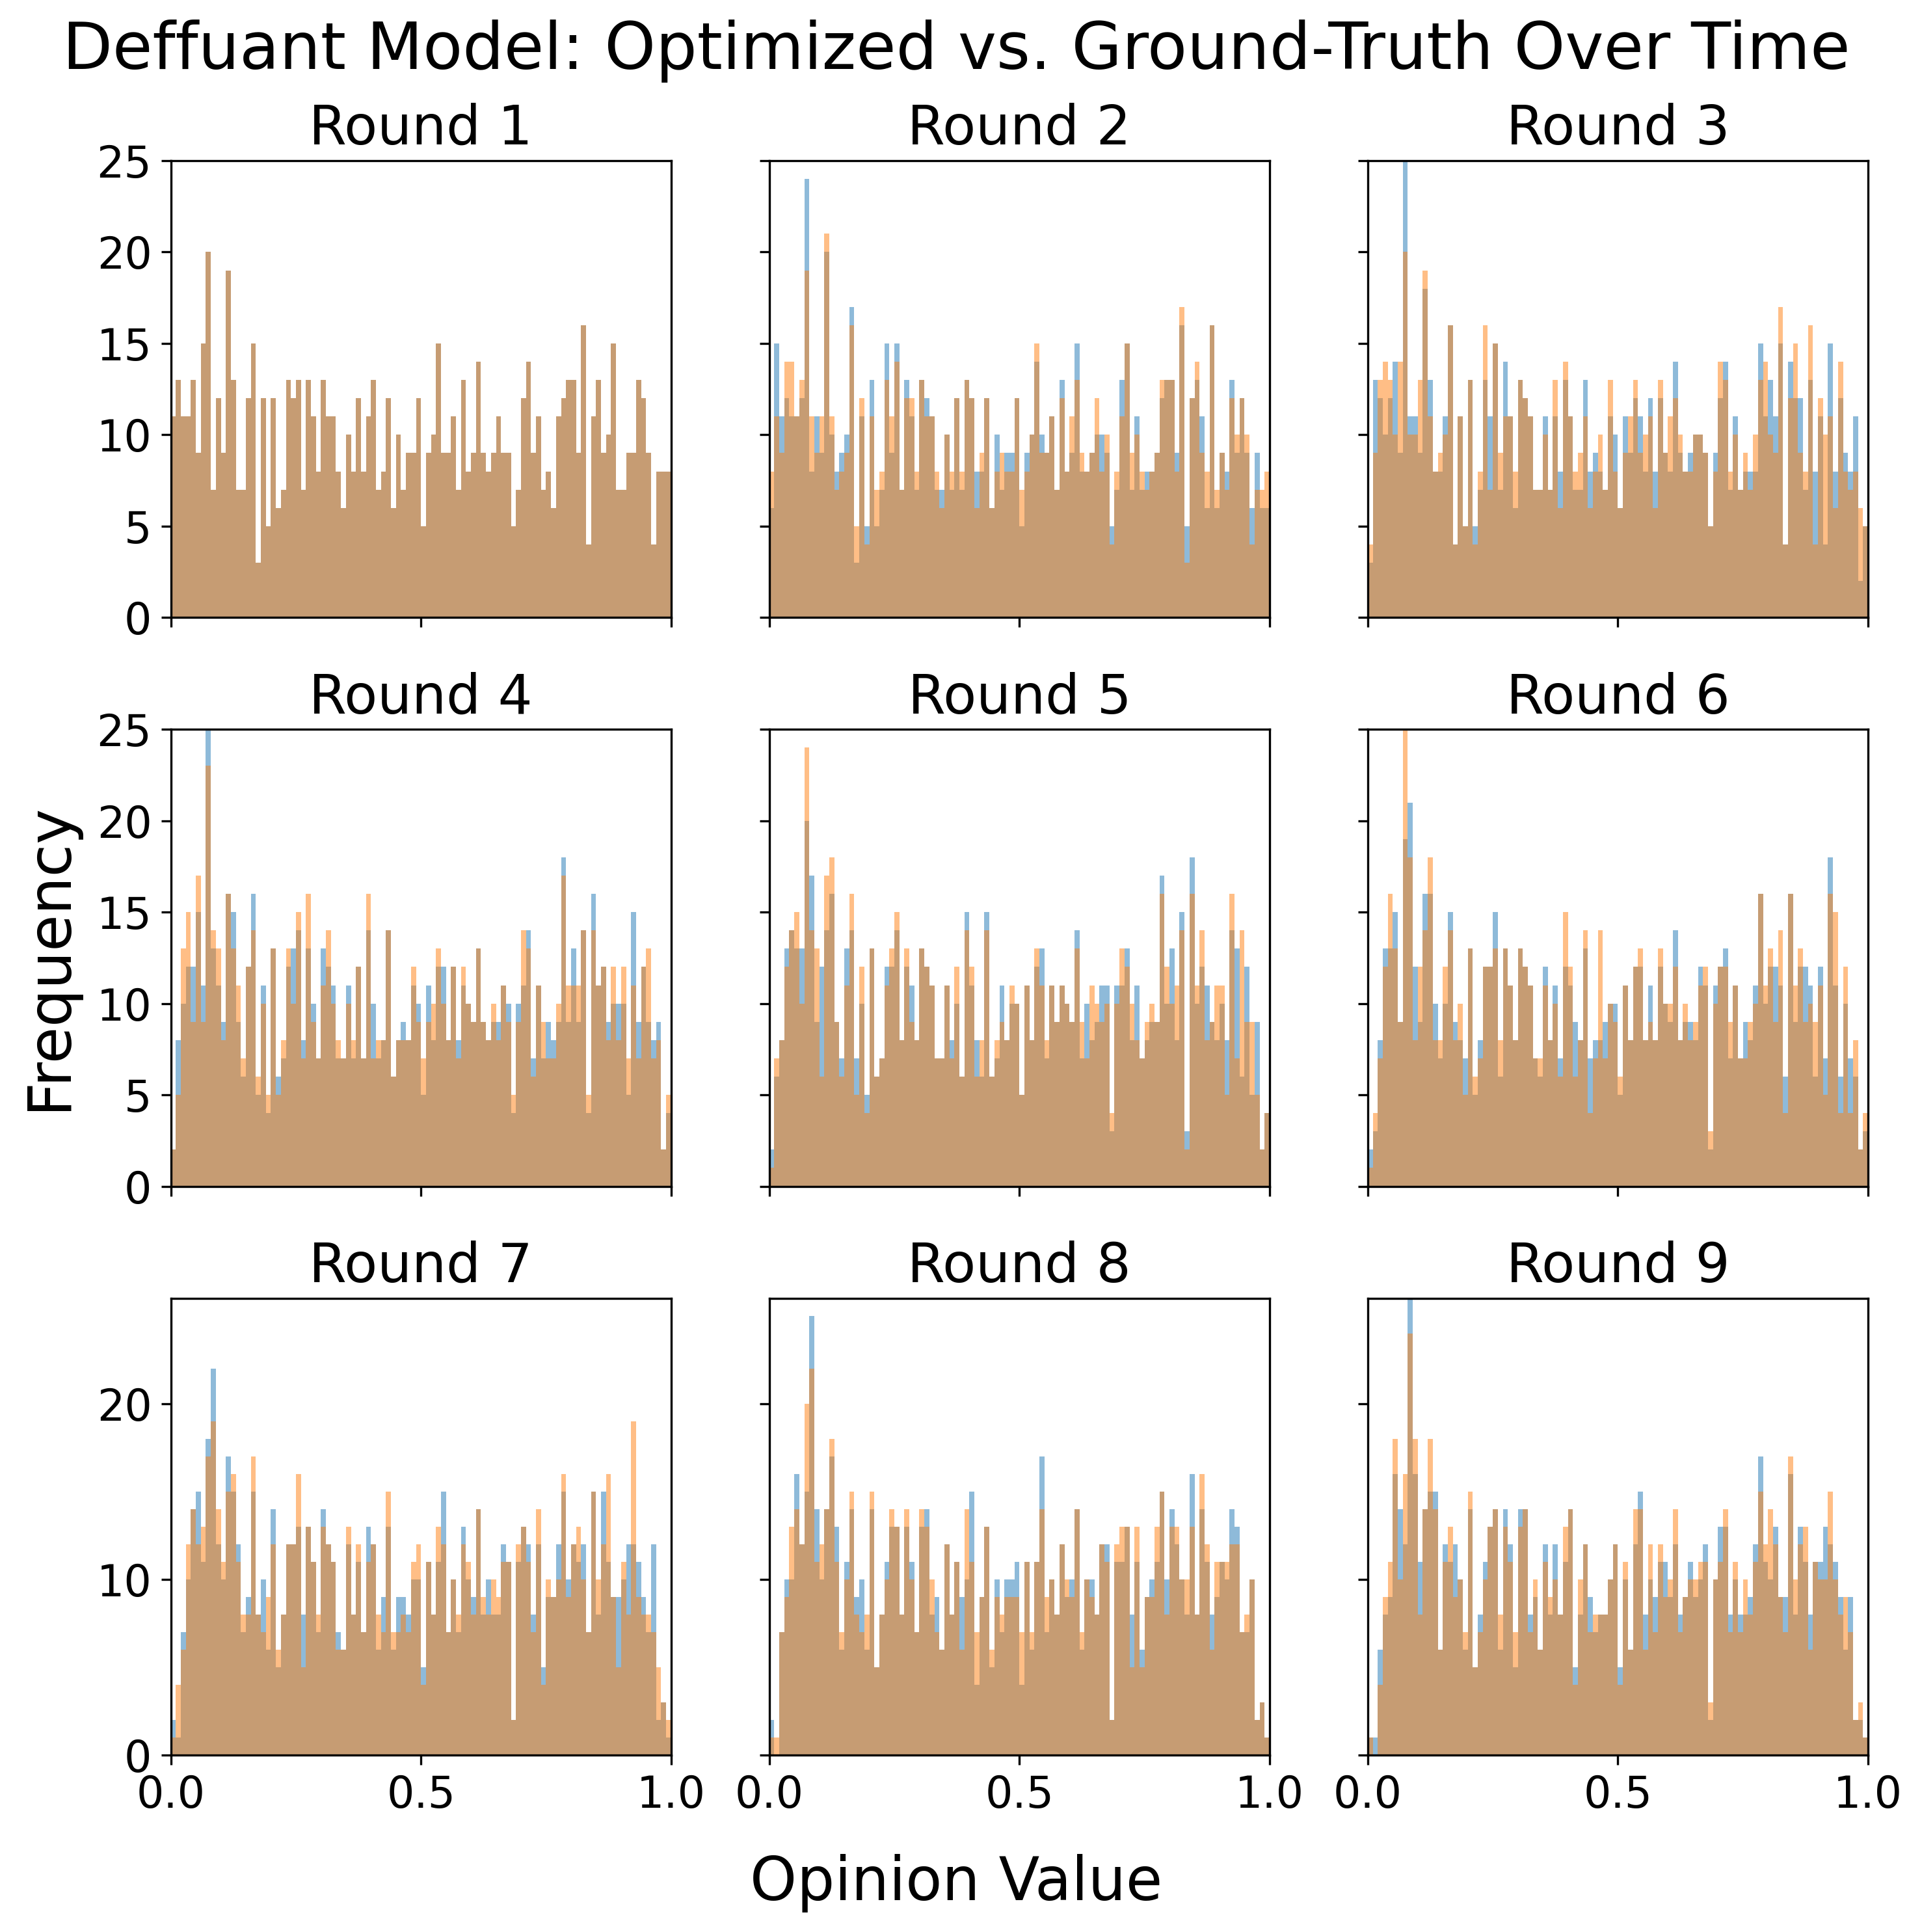 Deffuant Model: Optimized vs. Ground-Truth Over Time
Round 1
Round 2
Round 3
25
20
15
10
5
0
Round 4
Round 5
Round 6
25
20
15
10
5
0
Frequency
Round 7
Round 8
Round 9
20
10
0
0.0 0.5 1.0
0.0 0.5 1.0
0.0 0.5 1.0
Opinion Value